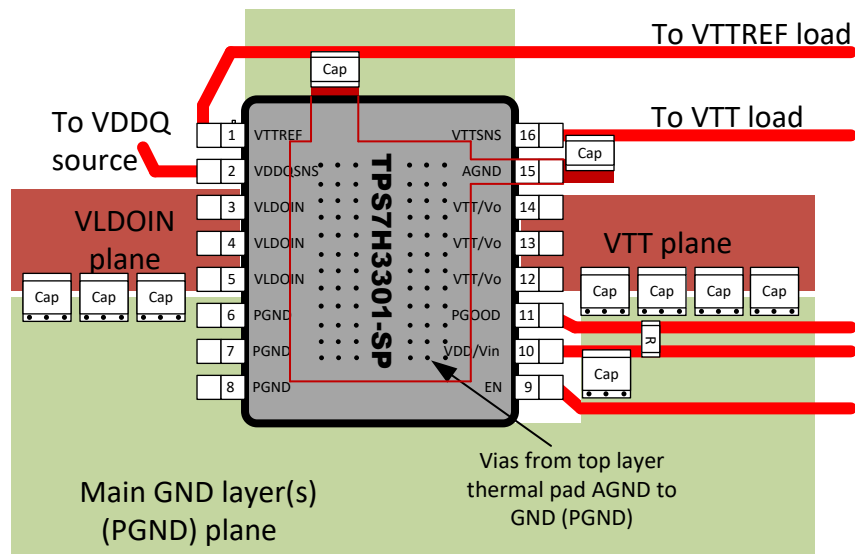 To VTTREF load
Cap
To VTT load
To VDDQ
source
1 VTTREF
2 VDDQSNS
3 VLDOIN
4 VLDOIN
5 VLDOIN
6 PGND
7 PGND
8 PGND
TPS7H3301-SP
VTTSNS 16
AGND 15
VTT/Vo 14
VTT/Vo 13
VTT/Vo 12
PGOOD 11
VDD/Vin 10
EN 9
Cap
VLDOIN
plane
Cap Cap Cap
VTT plane
Cap Cap Cap Cap
R
Cap
Vias from top layer
thermal pad AGND to
GND (PGND)
Main GND layer(s)
(PGND) plane